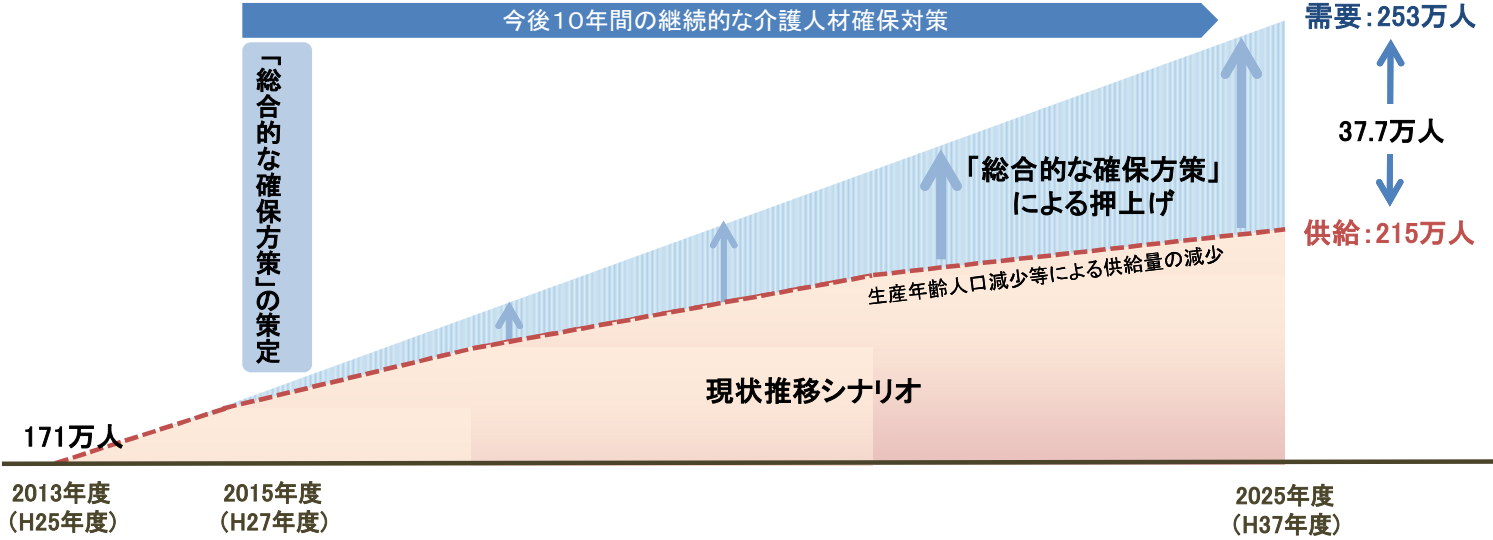 今後１０年間の継続的な介護人材確保対策
需要：253万人
「総合的な確保方策」の策定
37.7万人
「総合的な確保方策」
による押上げ
供給：215万人
生産年齢人口減少等による供給量の減少
現状推移シナリオ
171万人
2013年度
（H25年度）
2015年度
（H27年度）
2025年度
（H37年度）